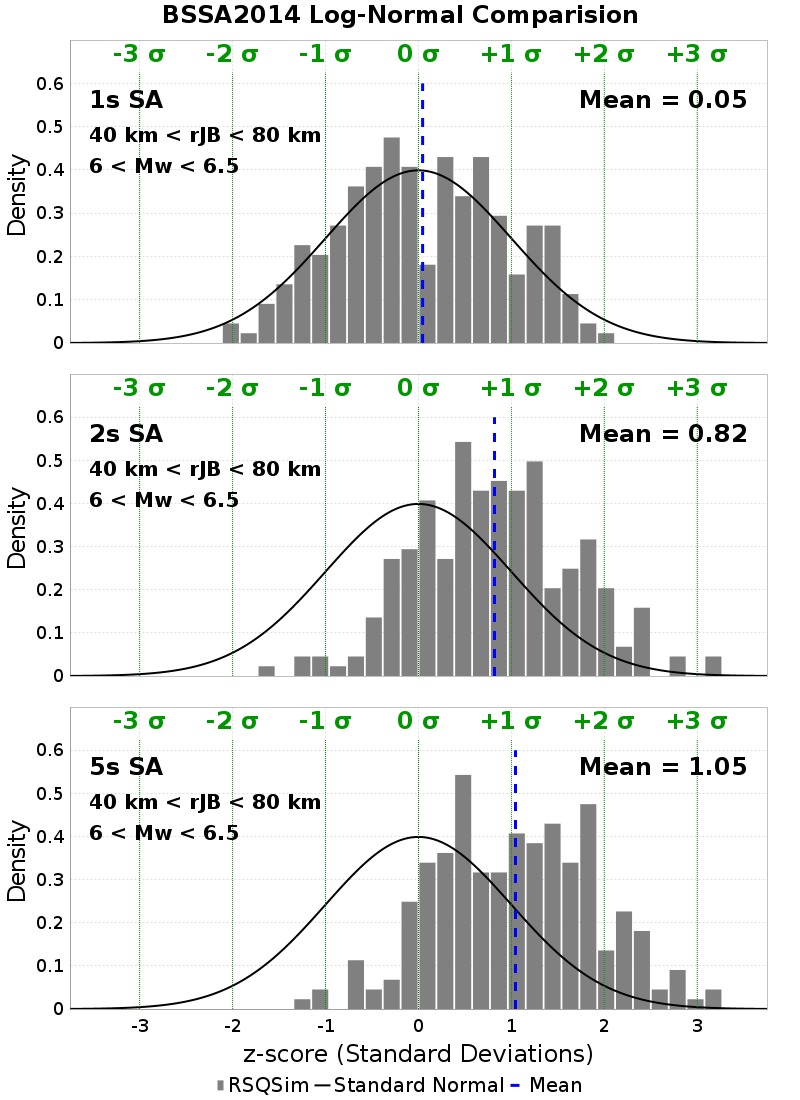 BSSA2014 Log-Normal Comparision
-3 σ -2 σ -1 σ 0 σ +1 σ +2 σ +3 σ
0.6
1s SA Mean = 0.05
0.5
40 km < rJB < 80 km
6 < Mw < 6.5
0.4
Density
0.3
0.2
0.1
0
-3 σ -2 σ -1 σ 0 σ +1 σ +2 σ +3 σ
0.6
2s SA Mean = 0.82
0.5
40 km < rJB < 80 km
6 < Mw < 6.5
0.4
Density
0.3
0.2
0.1
0
-3 σ -2 σ -1 σ 0 σ +1 σ +2 σ +3 σ
0.6
5s SA Mean = 1.05
0.5
40 km < rJB < 80 km
6 < Mw < 6.5
0.4
Density
0.3
0.2
0.1
0
-3 -2 -1 0 1 2 3
z-score (Standard Deviations)
RSQSim Standard Normal Mean